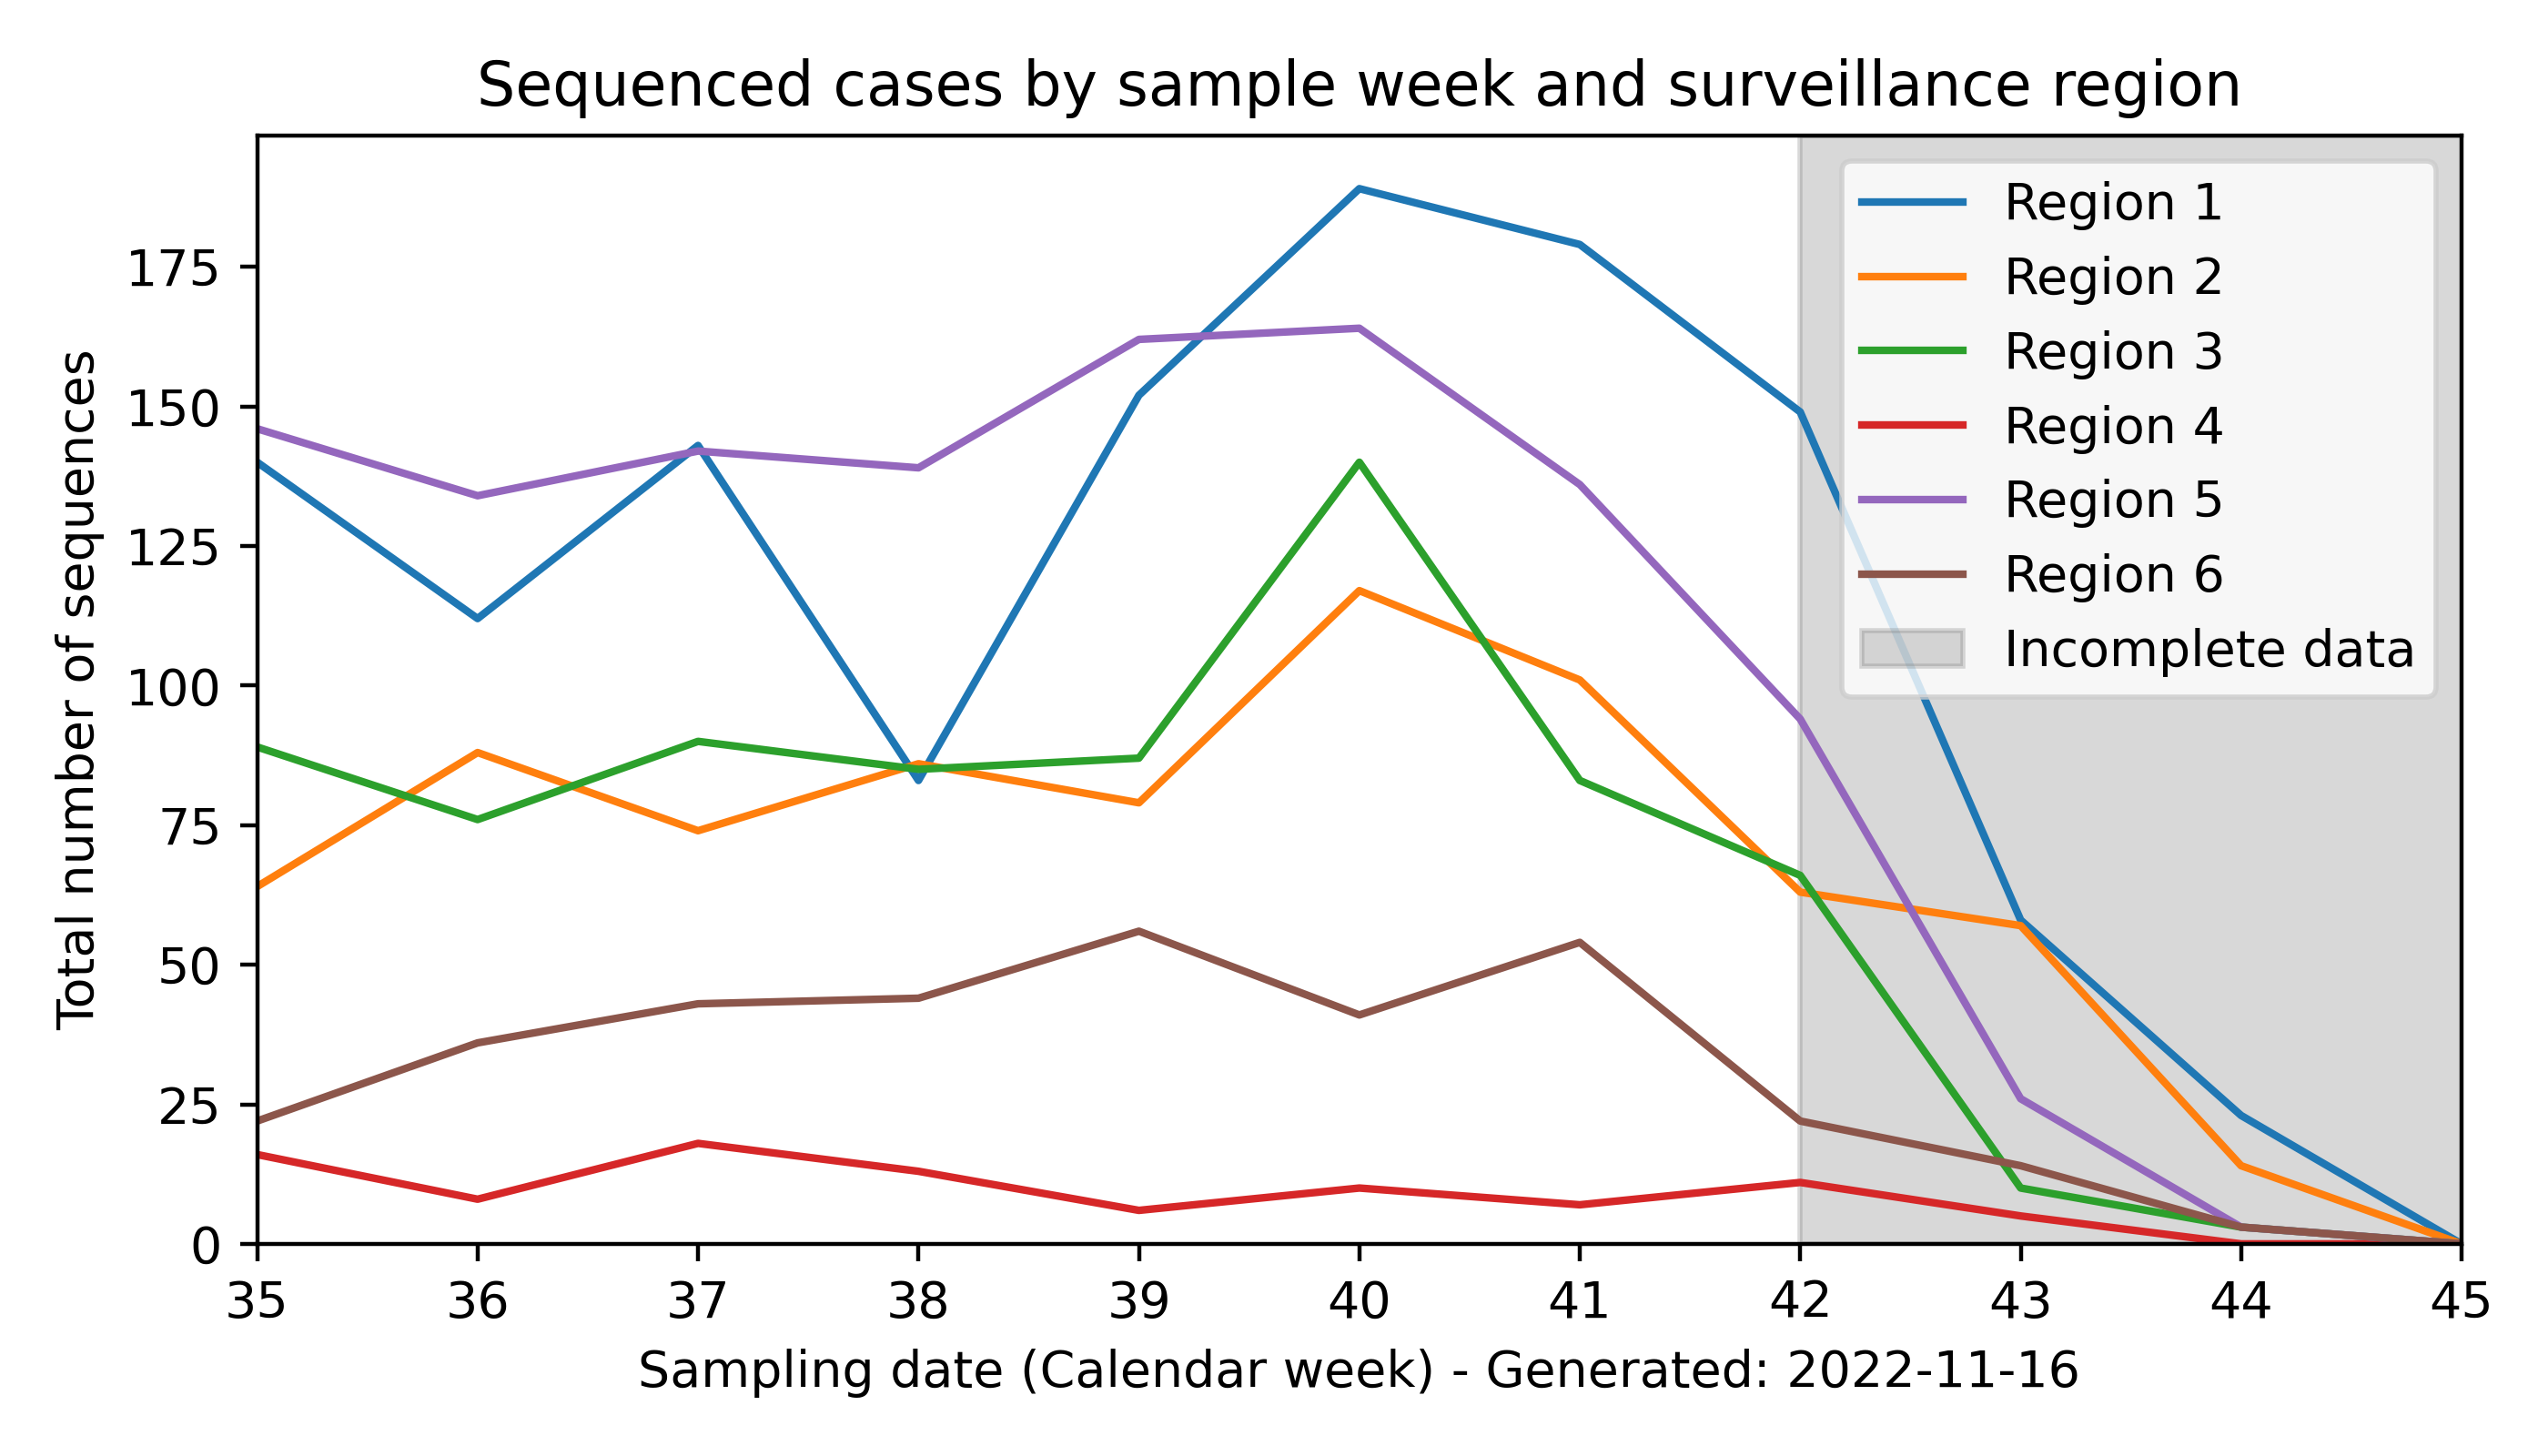 Sequenced cases by sample week and surveillance region
Total number of sequences
175
150
125
100
75
50
25
0
Region 1
Region 2
Region 3
Region 4
Region 5
Region 6
Incomplete data
35 36 37 38 39 40 41 42 43 44 45
Sampling date (Calendar week) - Generated: 2022-11-16